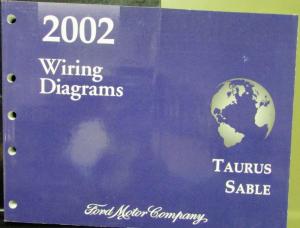 2002
Wiring
Diagrams
TAURUS
SABLE
Ford Motor Company